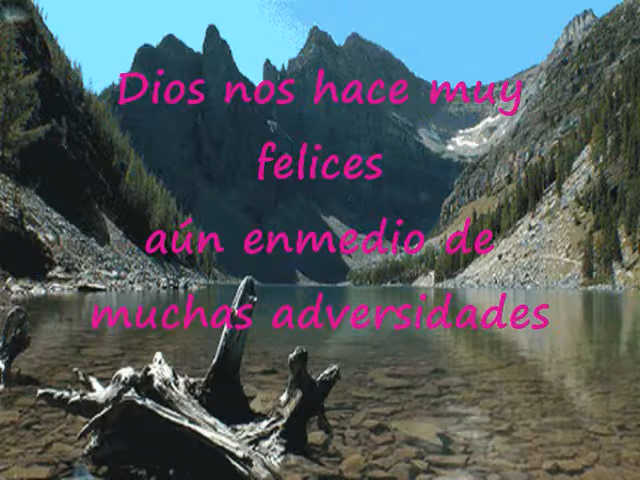 Dios nos hace muy
felices
aún enmedio de
muchas adversidades